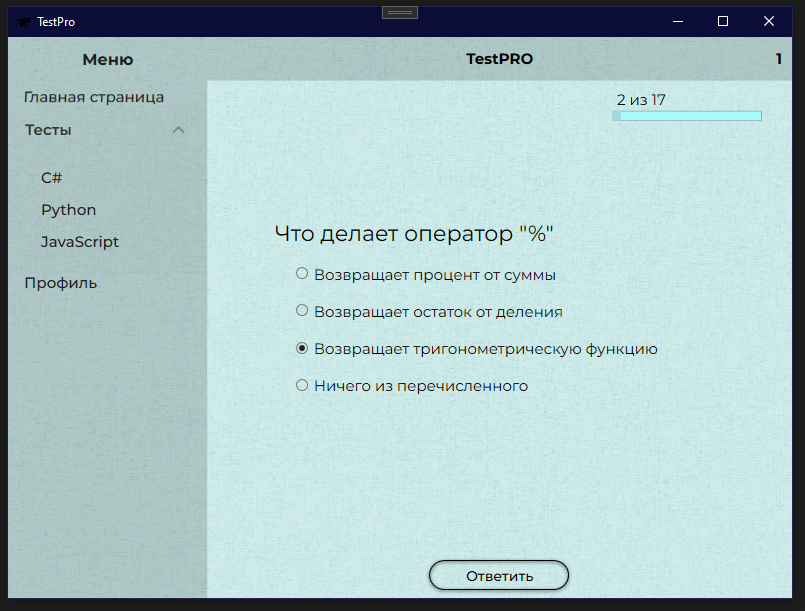 TestPro
Меню
TestPRO
1
Главная страница
Тесты
C#
Python
JavaScript
Профиль
2 из 17
Что делает оператор "%"
Возвращает процент от суммы
Возвращает остаток от деления
Возвращает тригонометрическую функцию
Ничего из перечисленного
Ответить